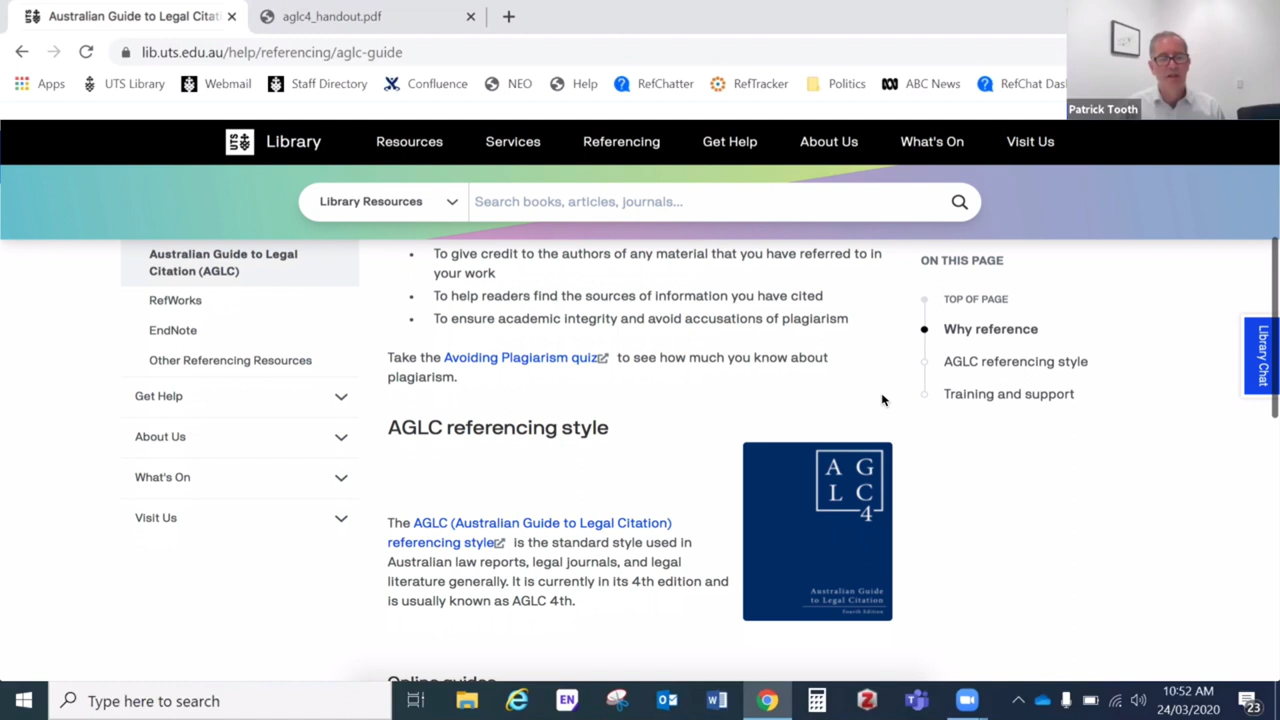 Australian Guide to Legal Citati
aglc4_handout.pdf
lib.uts.edu.au/help/referencing/aglc-guide
Apps
UTS Library
Webmail
Staff Directory
Confluence
NEO
Help
RefChatter
RefTracker
Politics
ABC News
RefChat Das
Patrick Tooth
UTS
Library
Resources
Services
Referencing
Get Help
About Us
What's On
Visit Us
Library Resources
Search books, articles, journals...
Australian Guide to Legal
Citation (AGLC)
RefWorks
EndNote
Other Referencing Resources
Get Help
About Us
What's On
Visit Us
To give credit to the authors of any material that you have referred to in
your work
To help readers find the sources of information you have cited
To ensure academic integrity and avoid accusations of plagiarism
Take the Avoiding Plagiarism quiz to see how much you know about
plagiarism.
AGLC referencing style
The AGLC (Australian Guide to Legal Citation)
referencing style is the standard style used in
Australian law reports, legal journals, and legal
literature generally. It is currently in its 4th edition and
is usually known as AGLC 4th.
A G
L C
4
Australian Guide
to Legal Citation
Fourth Edition
Online guides
ON THIS PAGE
TOP OF PAGE
Why reference
AGLC referencing style
Training and support
Library Chat
Type here to search
EN
10:52 AM
24/03/2020
23